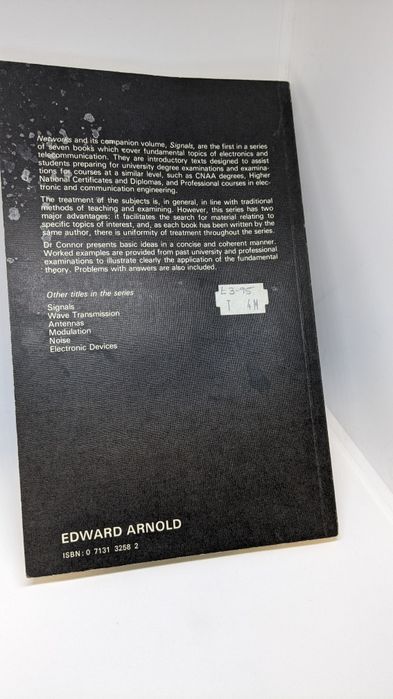 Networks and its companion volume, Signals, are the first in a series
of seven books which cover fundamental topics of electronics and
telecommunication. They are introductory texts designed to assist
students preparing for university degree examinations and examina-
tions for courses at a similar level, such as CNAA degrees, Higher
National Certificates and Diplomas, and Professional courses in elec-
tronic and communication engineering.
The treatment of the subjects is, in general, in line with traditional
methods of teaching and examining. However, this series has two
major advantages: it facilitates the search for material relating to
specific topics of interest, and, as each book has been written by the
same author, there is uniformity of treatment throughout the series.
Dr Connor presents basic ideas in a concise and coherent manner.
Worked examples are provided from past university and professional
examinations to illustrate clearly the application of the fundamental
theory. Problems with answers are also included.
Other titles in the series
Signals
Wave Transmission
Antennas
Modulation
Noise
Electronic Devices
£3.95
T 4M
EDWARD ARNOLD
ISBN: 0 7131 3258 2